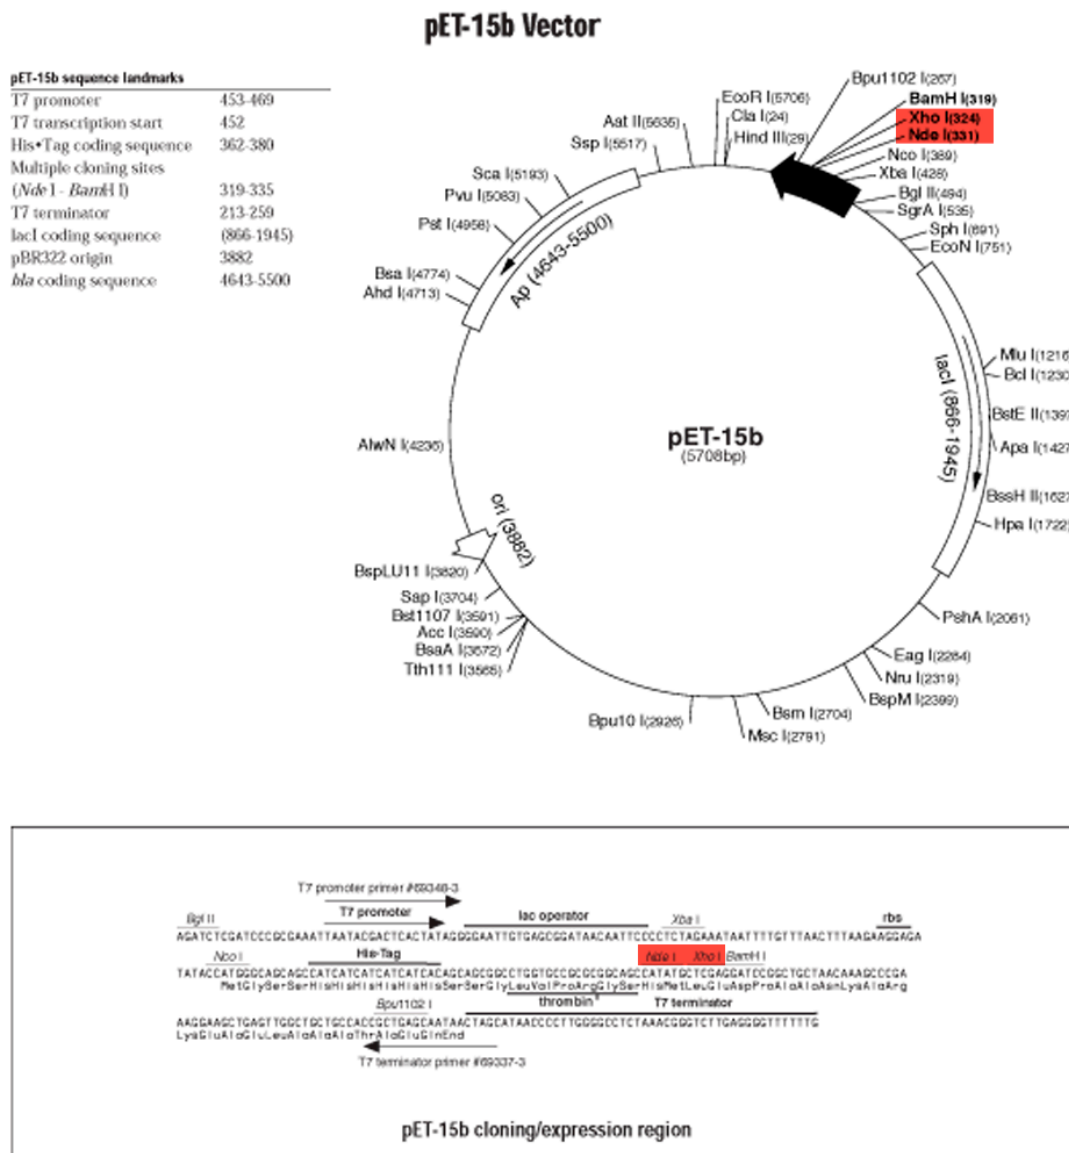 pET-15b Vector
pET-15b sequence landmarks
T7 promoter 453-469
T7 transcription start 452
His•Tag coding sequence 362-380
Multiple cloning sites
(Nde I - BamH I) 319-335
T7 terminator 213-259
lacI coding sequence (866-1945)
pBR322 origin 3882
bla coding sequence 4643-5500
Bpu1102 I(267)
BamH I(319)
Xho I(324)
Nde I(331)
Nco I(389)
Xba I(428)
Bgl II(494)
SgrA I(535)
Sph I(691)
EcoN I(751)
EcoR I(5706)
Cla I(24)
Hind III(29)
Aat II(5635)
Ssp I(5517)
Sca I(5193)
Pvu I(5083)
Pst I(4958)
Bsa I(4774)
Ahd I(4713)
Ap (4643-5500)
lacI (866-1945)
Mlu I(1216
Bcl I(1230
BstE II(1397
Apa I(1427
BssH II(1627
Hpa I(1722)
AlwN I(4236)
pET-15b
(5708bp)
ori (3882)
BspLU11 I(3820)
Sap I(3704)
Bst1107 I(3591)
Acc I(3590)
BsaA I(3572)
Tth111 I(3565)
PshA I(2061)
Eag I(2284)
Nru I(2319)
BspM I(2399)
Bsm I(2704)
Msc I(2791)
Bpu10 I(2926)
T7 promoter primer #69348-3
Bgl II T7 promoter lac operator Xba I rbs
AGATCTCGATCCCGCGAAATTAATACGACTCACTATAGGGGAATTGTGAGCGGATAACAATTCCCCTCTAGAAATAATTTTGTTTAACTTTAAGAAGGAGA
Nco I His-Tag Nde I Xho I BamH I
TATACCATGGGCAGCAGCCATCATCATCATCATCACAGCAGCGGCCTGGTGCCGCGCGGCAGCCATATGCTCGAGGATCCGGCTGCTAACAAAGCCCGA
MetGlySerSerHisHisHisHisHisHisSerSerGlyLeuValProArgGlySerHisMetLeuGluAspProAlaAlaAsnLysAlaArg
Bpu1102 I thrombin T7 terminator
AAGGAAGCTGAGTTGGCTGCTGCCACCGCTGAGCAATAACTAGCATAACCCCTTGGGGCCTCTAAACGGGTCTTGAGGGGTTTTTTG
LysGluAlaGluLeuAlaAlaAlaThrAlaGluGlnEnd
T7 terminator primer #69337-3
pET-15b cloning/expression region